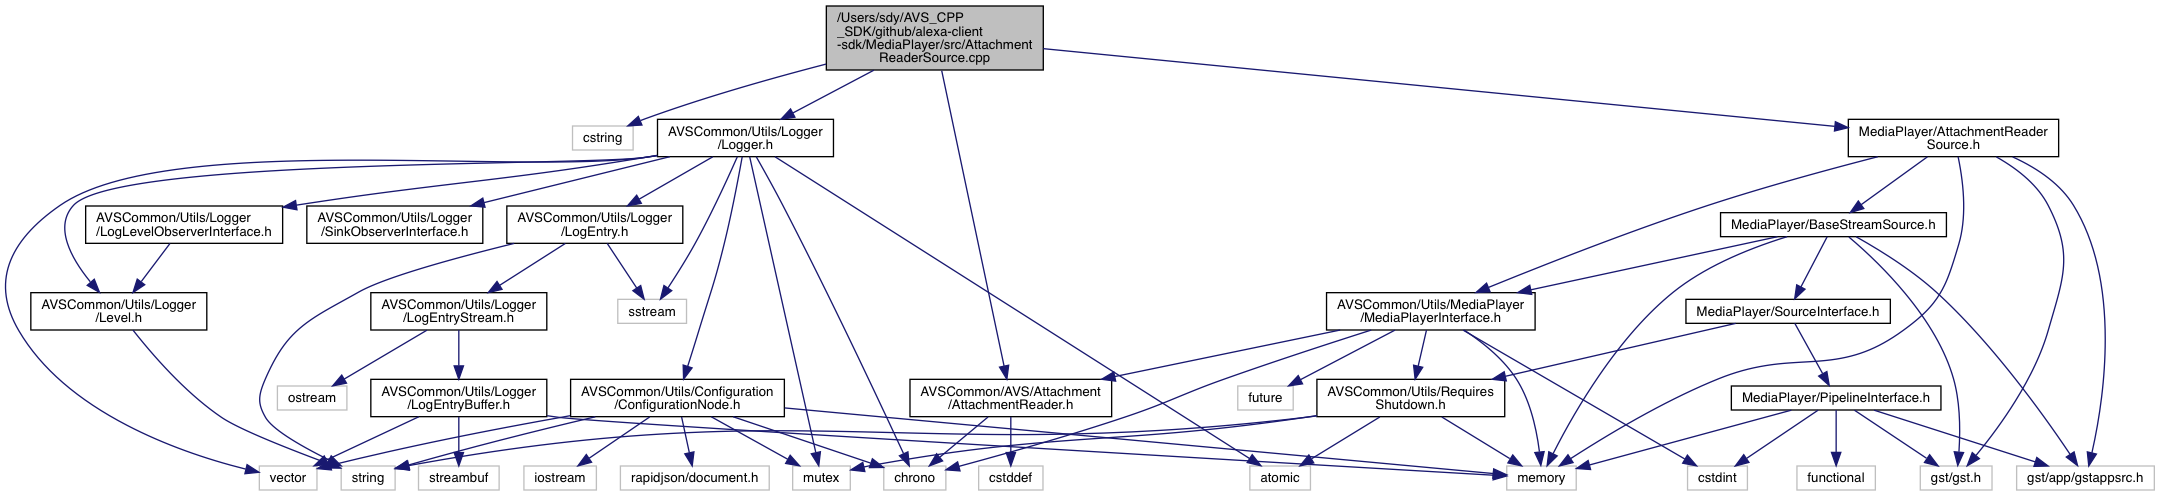 /Users/sdy/AVS_CPP
_SDK/github/alexa-client
-sdk/MediaPlayer/src/Attachment
ReaderSource.cpp
cstring
AVSCommon/Utils/Logger
/Logger.h
MediaPlayer/AttachmentReader
Source.h
AVSCommon/Utils/Logger
/LogLevelObserverInterface.h
AVSCommon/Utils/Logger
/SinkObserverInterface.h
AVSCommon/Utils/Logger
/LogEntry.h
MediaPlayer/BaseStreamSource.h
AVSCommon/Utils/Logger
/Level.h
AVSCommon/Utils/Logger
/LogEntryStream.h
sstream
AVSCommon/Utils/MediaPlayer
/MediaPlayerInterface.h
MediaPlayer/SourceInterface.h
ostream
AVSCommon/Utils/Logger
/LogEntryBuffer.h
AVSCommon/Utils/Configuration
/ConfigurationNode.h
AVSCommon/AVS/Attachment
/AttachmentReader.h
future
AVSCommon/Utils/Requires
Shutdown.h
MediaPlayer/PipelineInterface.h
vector
string
streambuf
iostream
rapidjson/document.h
mutex
chrono
cstddef
atomic
memory
cstdint
functional
gst/gst.h
gst/app/gstappsrc.h